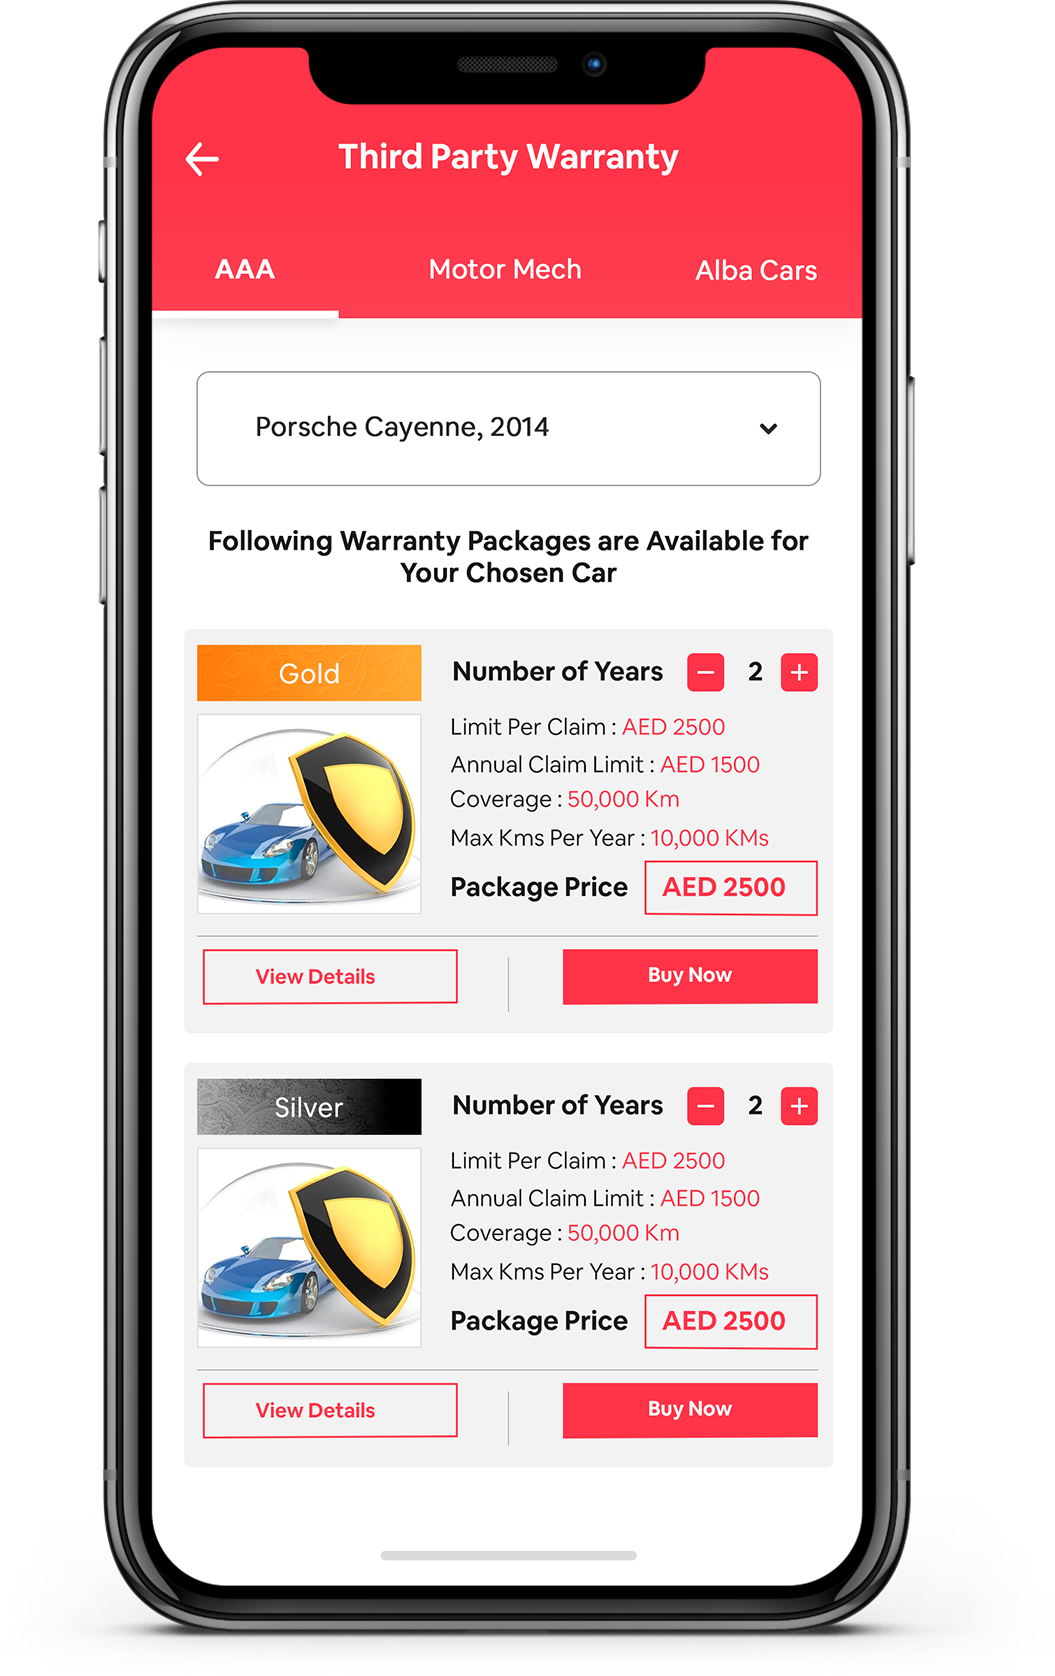 Third Party Warranty
AAA
Motor Mech
Alba Cars
Porsche Cayenne, 2014
Following Warranty Packages are Available for
Your Chosen Car
Gold
Number of Years
2
Limit Per Claim : AED 2500
Annual Claim Limit : AED 1500
Coverage : 50,000 Km
Max Kms Per Year : 10,000 KMs
Package Price AED 2500
View Details
Buy Now
Silver
Number of Years
2
Limit Per Claim : AED 2500
Annual Claim Limit : AED 1500
Coverage : 50,000 Km
Max Kms Per Year : 10,000 KMs
Package Price AED 2500
View Details
Buy Now